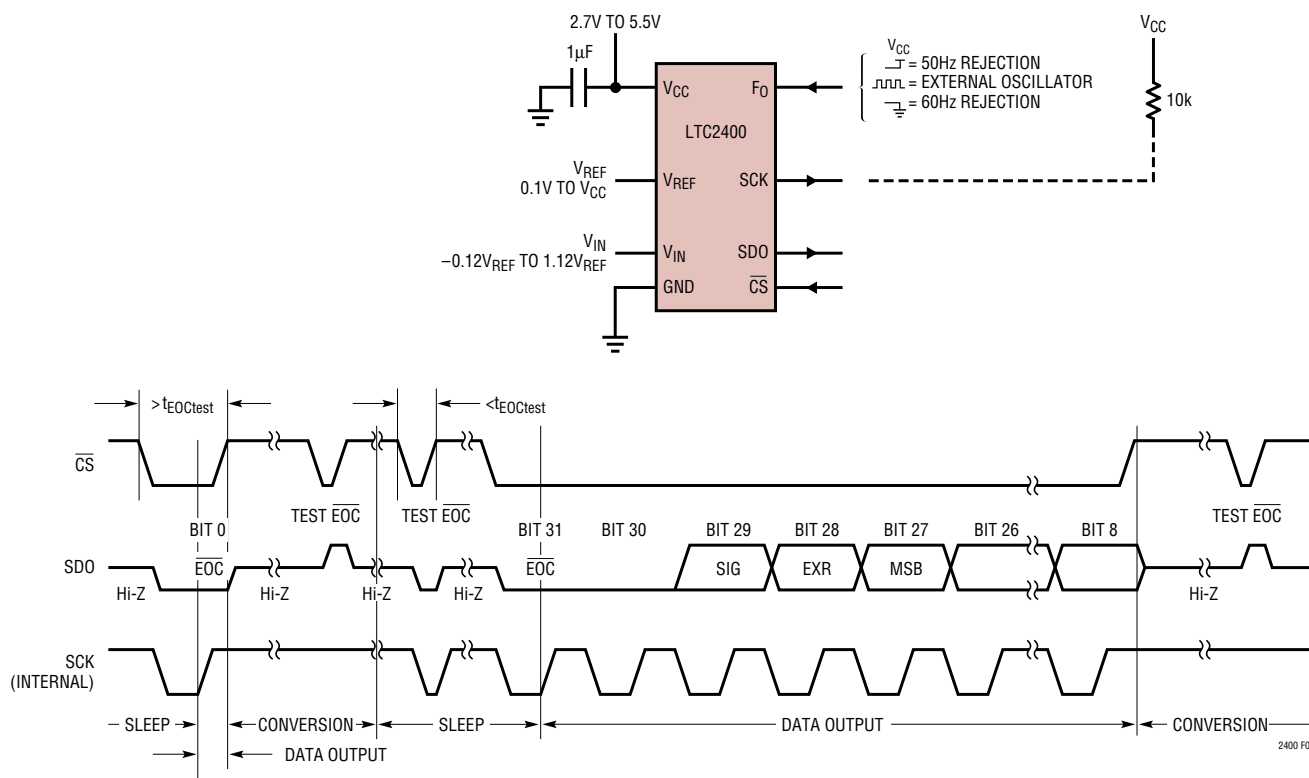 2.7V TO 5.5V
1µF
VCC
FO
VCC
= 50Hz REJECTION
= EXTERNAL OSCILLATOR
= 60Hz REJECTION
VCC
10k
LTC2400
VREF
0.1V TO VCC
VREF
SCK
VIN
–0.12VREF TO 1.12VREF
VIN
SDO
GND
CS
>tEOCtest
<tEOCtest
CS
TEST EOC
TEST EOC
TEST EOC
BIT 0
BIT 31
BIT 30
BIT 29
BIT 28
BIT 27
BIT 26
BIT 8
SDO
EOC
EOC
SIG
EXR
MSB
Hi-Z
Hi-Z
Hi-Z
Hi-Z
Hi-Z
SCK
(INTERNAL)
SLEEP
CONVERSION
SLEEP
DATA OUTPUT
CONVERSION
DATA OUTPUT